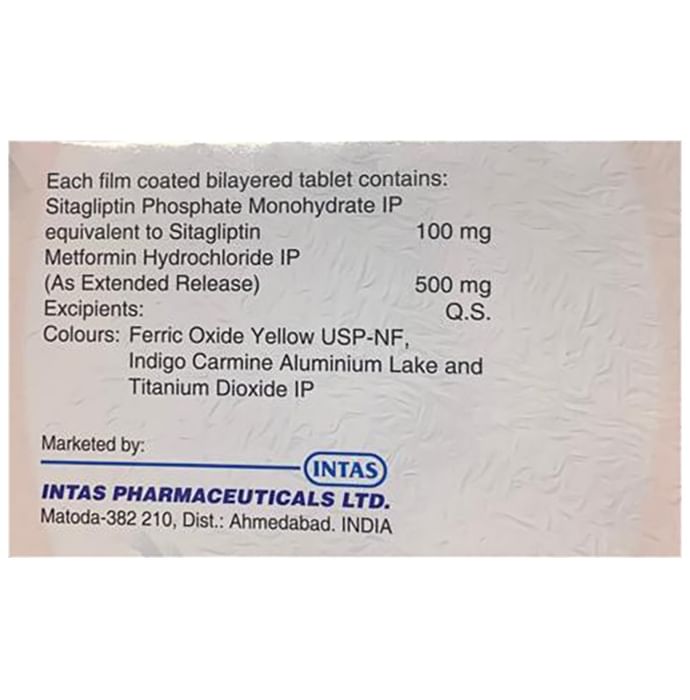 Each film coated bilayered tablet contains:
Sitagliptin Phosphate Monohydrate IP
equivalent to Sitagliptin 100 mg
Metformin Hydrochloride IP
(As Extended Release) 500 mg
Excipients: Q.S.
Colours: Ferric Oxide Yellow USP-NF,
Indigo Carmine Aluminium Lake and
Titanium Dioxide IP
Marketed by:
INTAS
INTAS PHARMACEUTICALS LTD.
Matoda-382 210, Dist.: Ahmedabad. INDIA